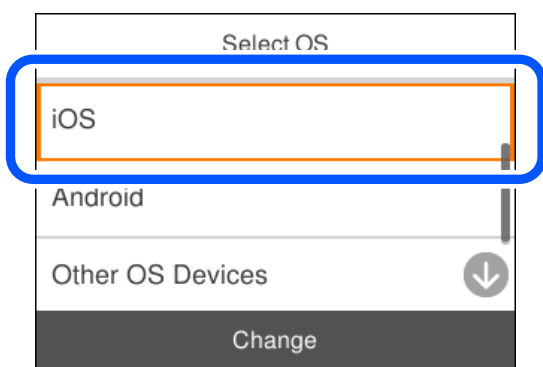 Select OS
iOS
Android
Other OS Devices
Change